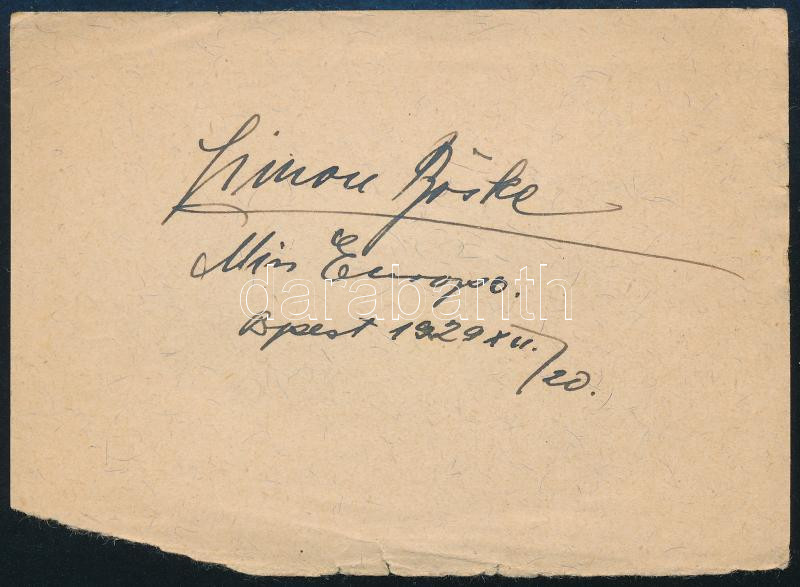 Simon Böske
Miss Europa.
darabanth
Bpest 1929 XII./20.